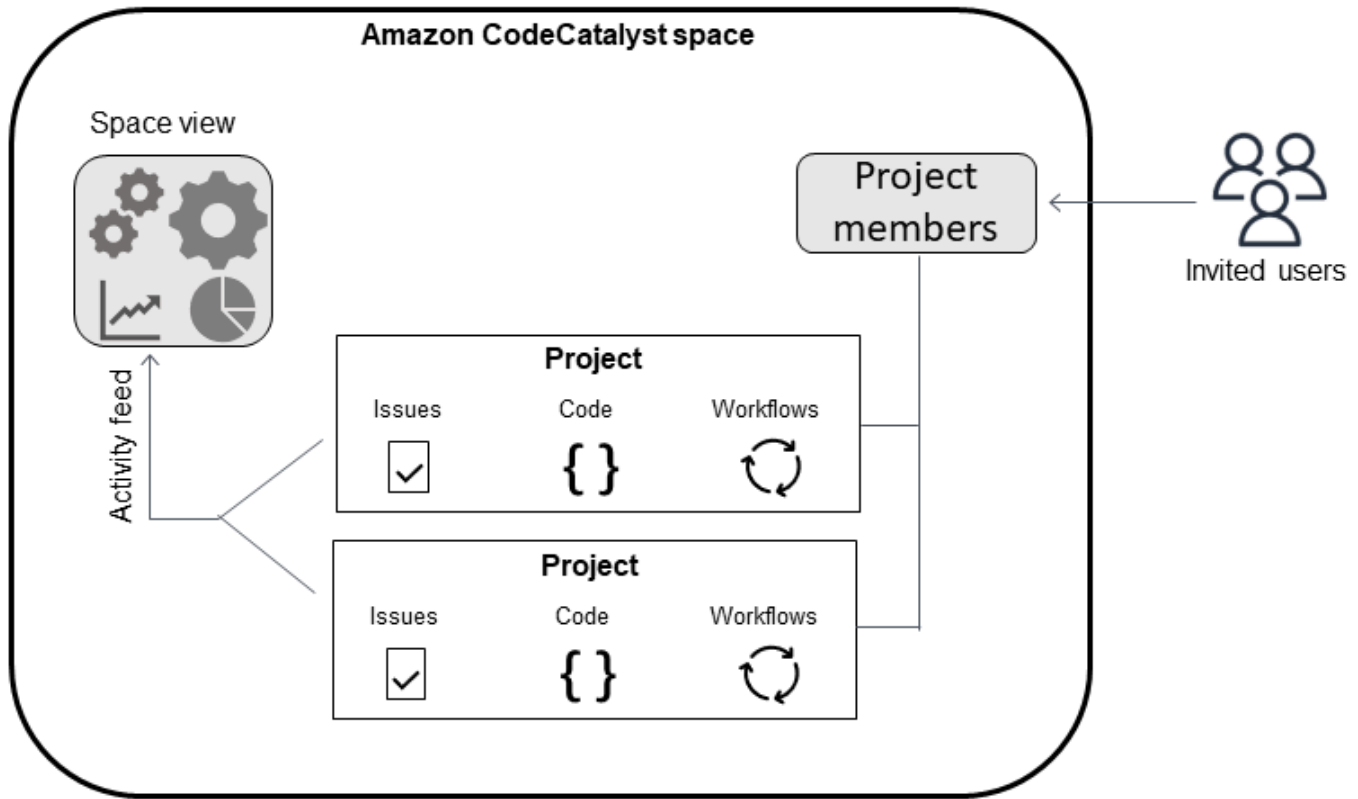 Amazon CodeCatalyst space
Space view
Project
members
Invited users
Activity feed
Project
Issues
Code
Workflows
{ }
Project
Issues
Code
Workflows
{ }